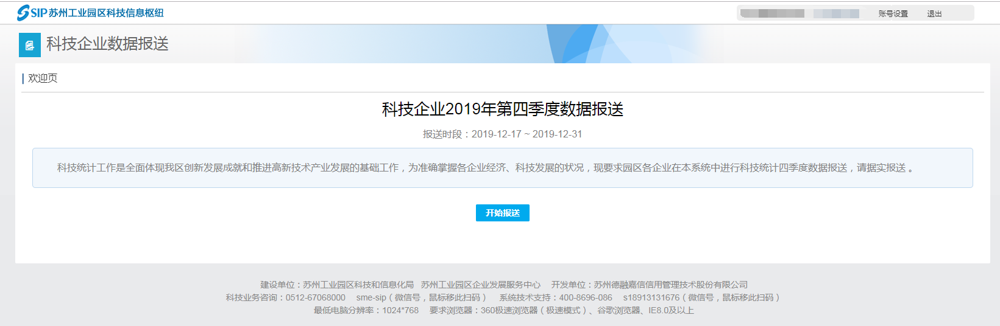 SIP苏州工业园区科技信息枢纽
账号设置 退出
科技企业数据报送
欢迎页
科技企业2019年第四季度数据报送
报送时段：2019-12-17 ~ 2019-12-31
科技统计工作是全面体现我区创新发展成就和推进高新技术产业发展的基础工作，为准确掌握各企业经济、科技发展的状况，现要求园区各企业在本系统中进行科技统计四季度数据报送，请据实报送 。
开始报送
建设单位：苏州工业园区科技和信息化局 苏州工业园区企业发展服务中心 开发单位：苏州德融嘉信信用管理技术股份有限公司
科技业务咨询：0512-67068000 sme-sip（微信号，鼠标移此扫码） 系统技术支持：400-8696-086 s18913131676（微信号，鼠标移此扫码）
最低电脑分辨率：1024*768 要求浏览器：360极速浏览器（极速模式）、谷歌浏览器、IE8.0及以上